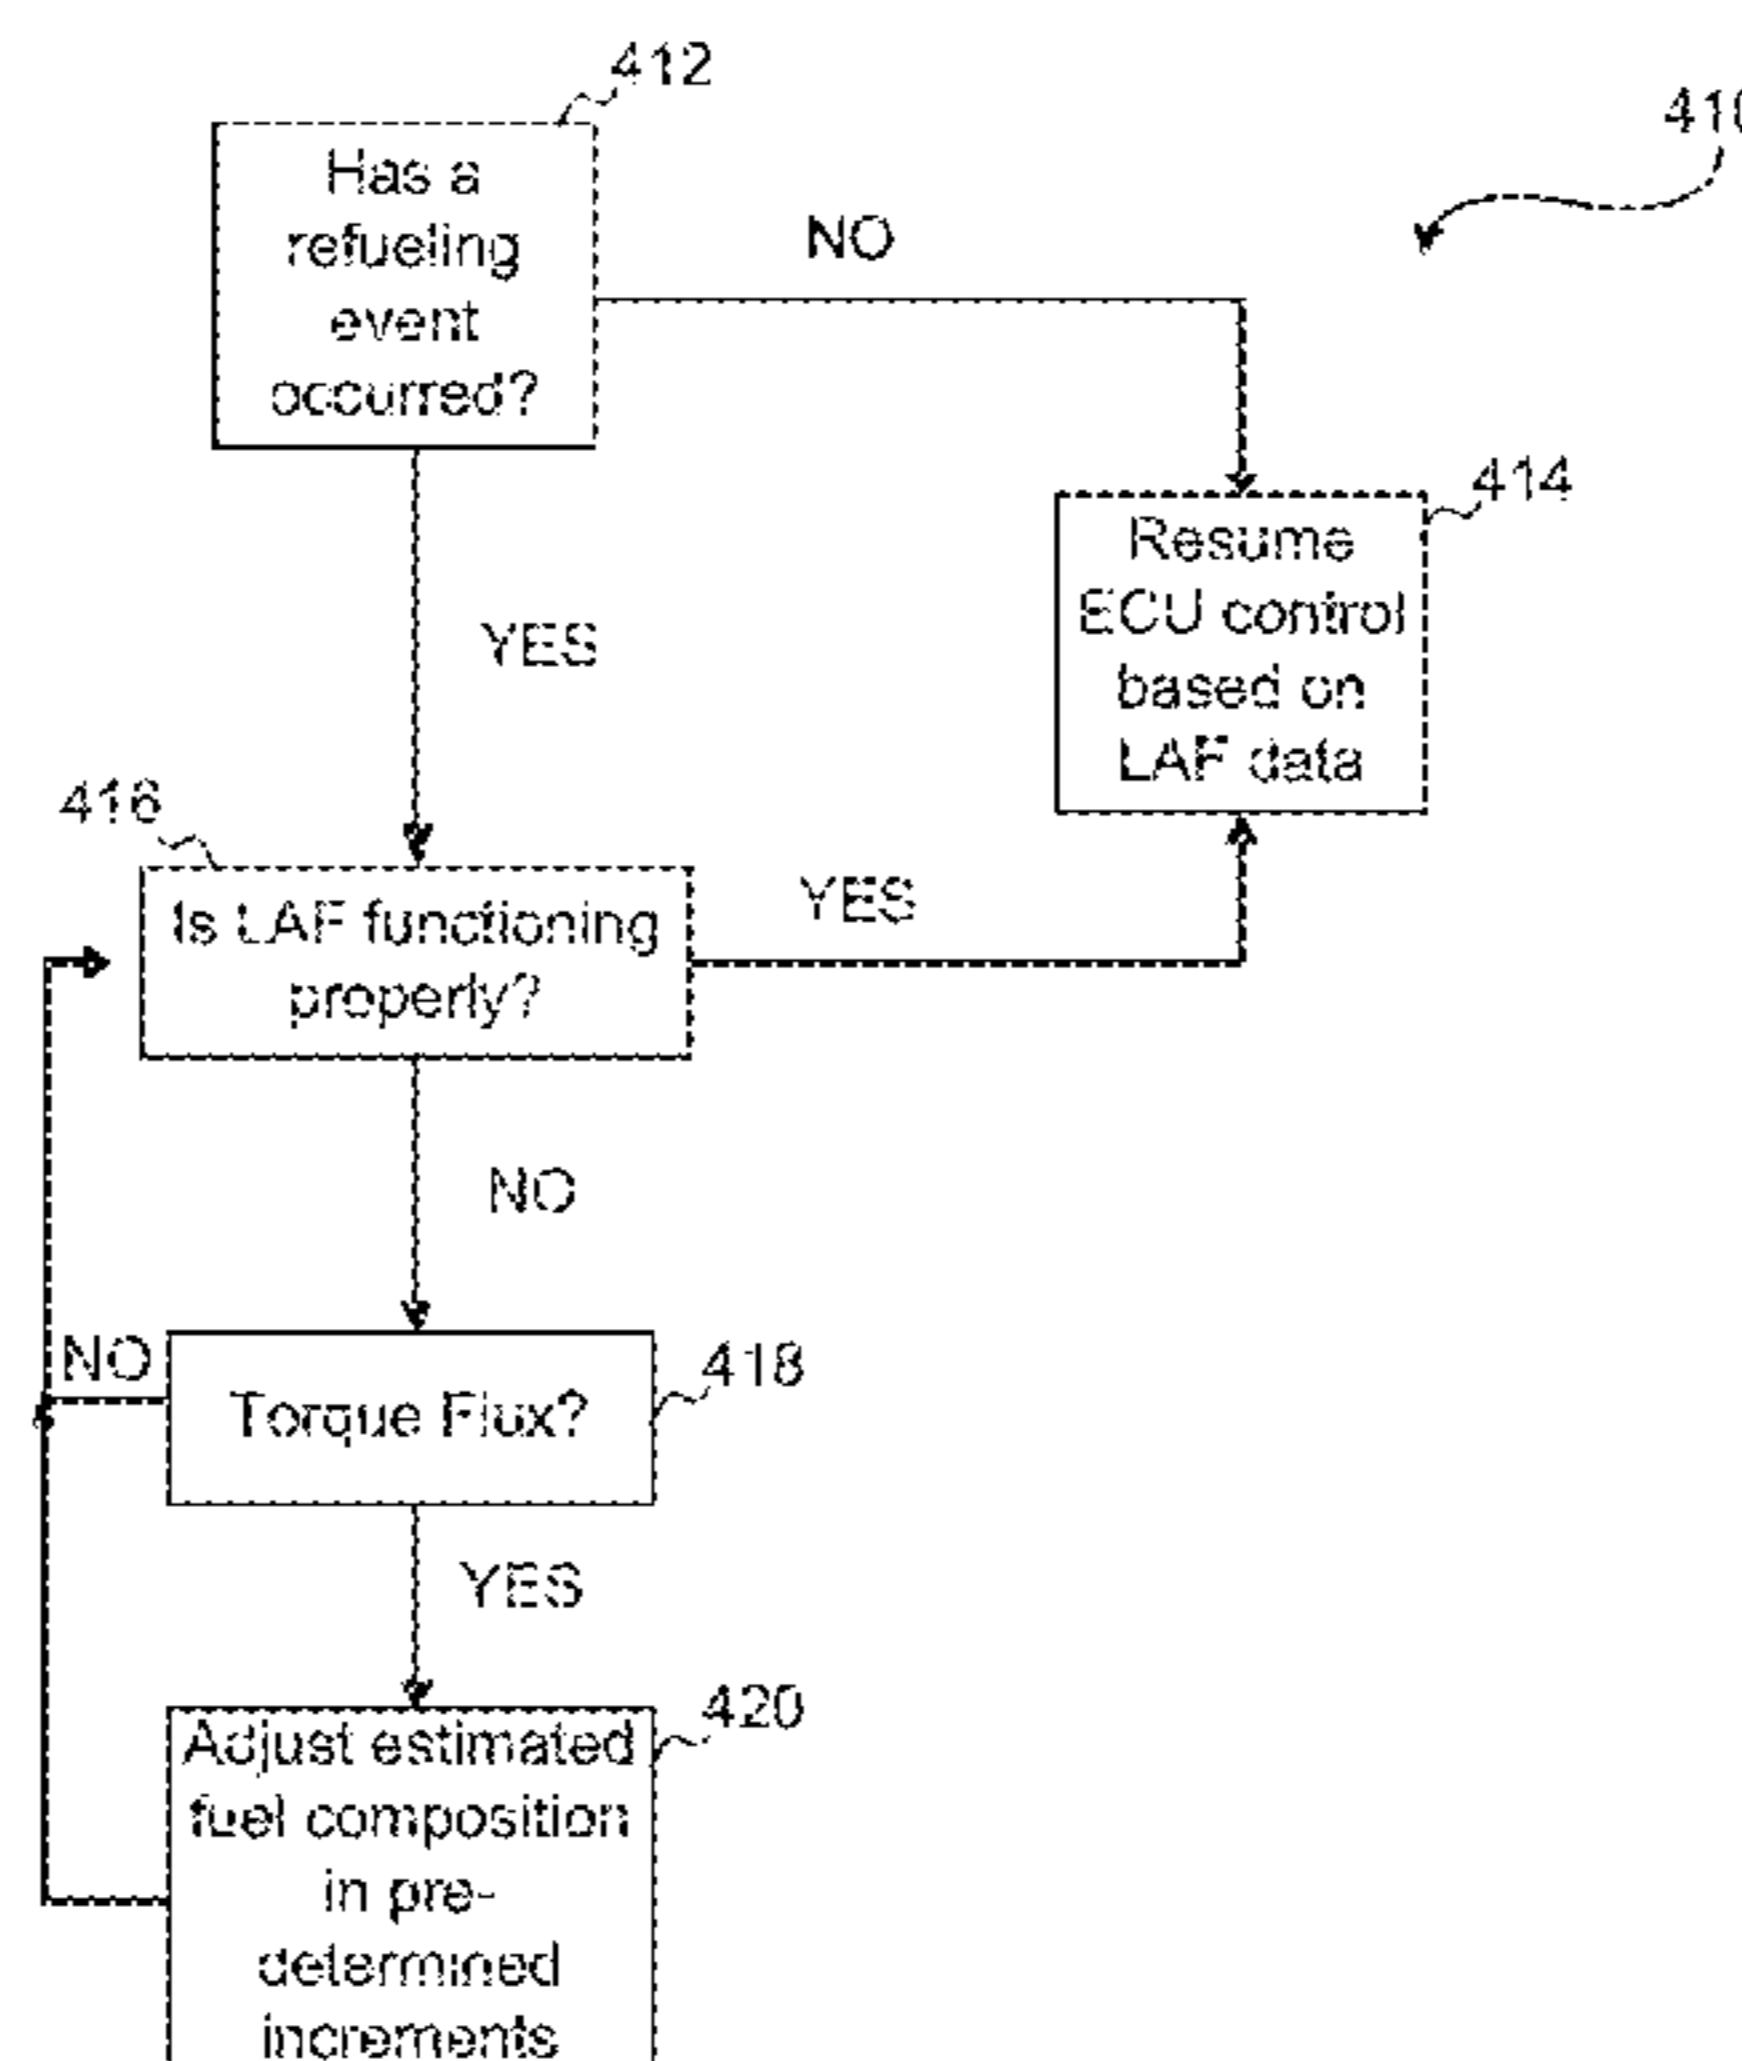 412
410
Has a
refueling
event
occurred?
NO
414
Resume
ECU control
based on
LAF data
YES
416
Is LAF functioning
properly?
YES
NO
NO
418
Torque Flux?
YES
420
Adjust estimated
fuel composition
in pre-
determined
increments